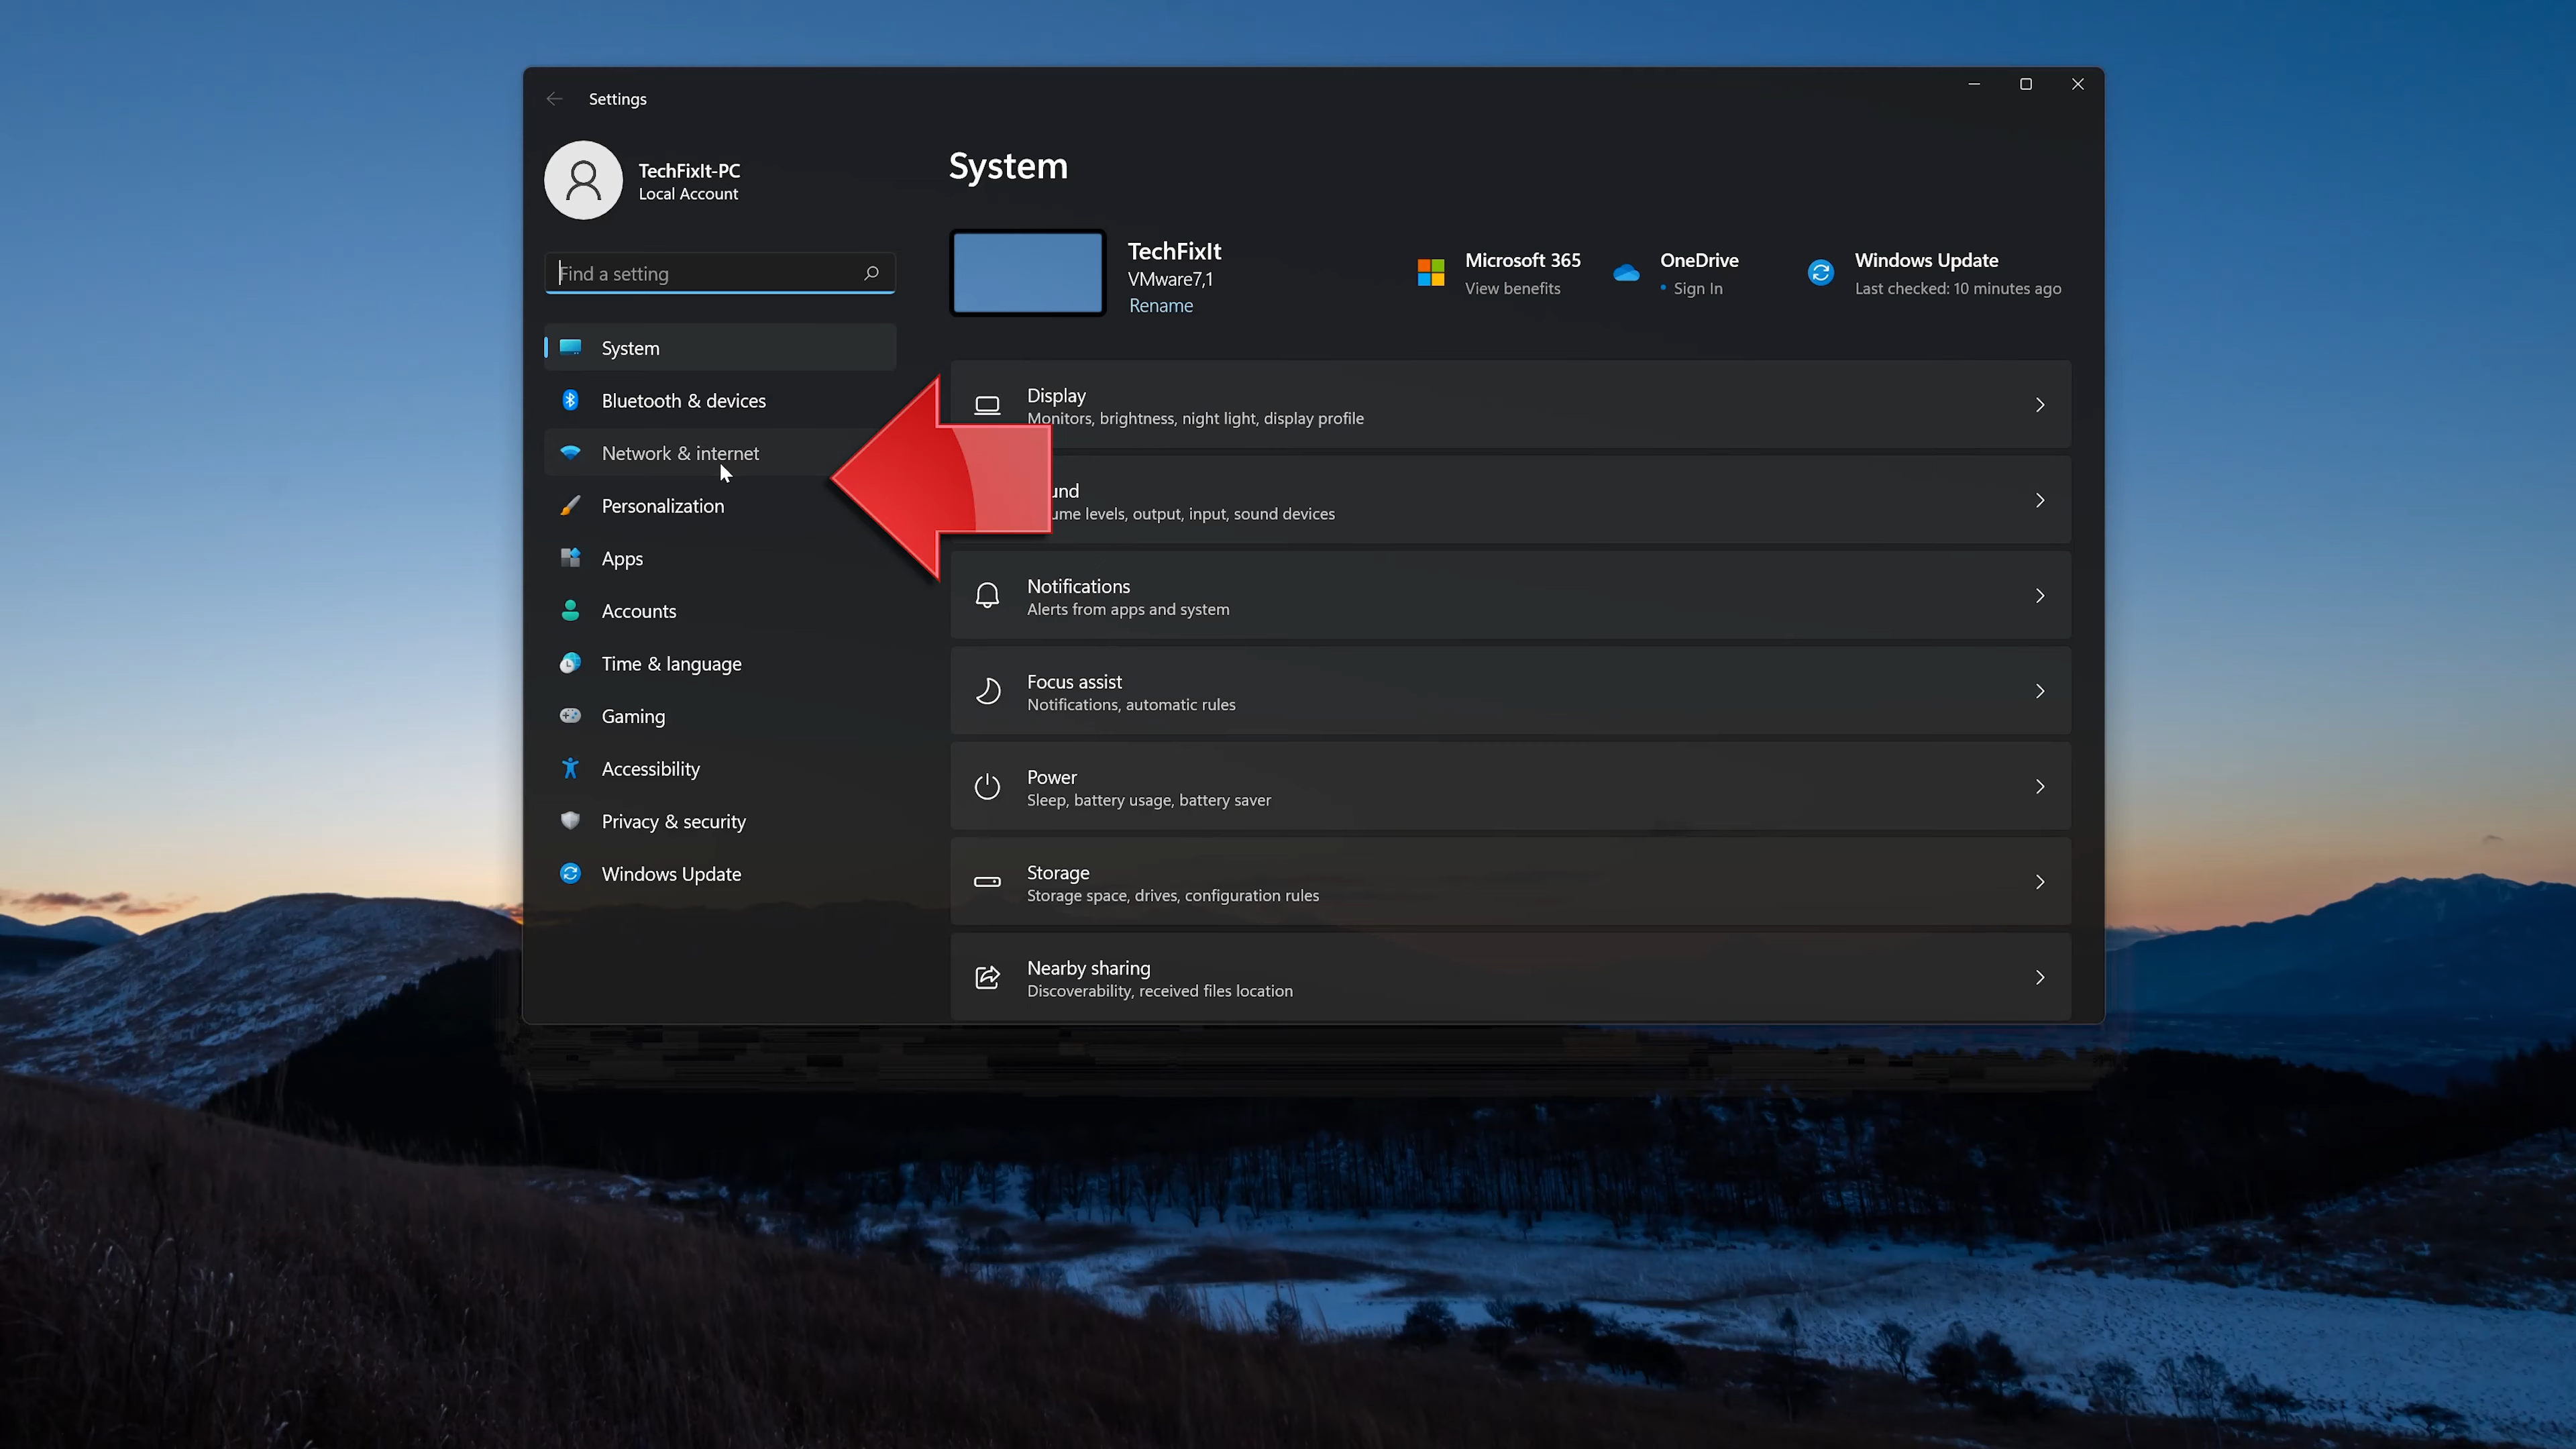 Settings
TechFixIt-PC
Local Account
Find a setting
System
Bluetooth & devices
Network & internet
Personalization
Apps
Accounts
Time & language
Gaming
Accessibility
Privacy & security
Windows Update
System
TechFixIt
VMware7,1
Rename
Microsoft 365
View benefits
OneDrive
Sign In
Windows Update
Last checked: 10 minutes ago
Display
Monitors, brightness, night light, display profile
levels, output, input, sound devices
Notifications
Alerts from apps and system
Focus assist
Notifications, automatic rules
Power
Sleep, battery usage, battery saver
Storage
Storage space, drives, configuration rules
Nearby sharing
Discoverability, received files location